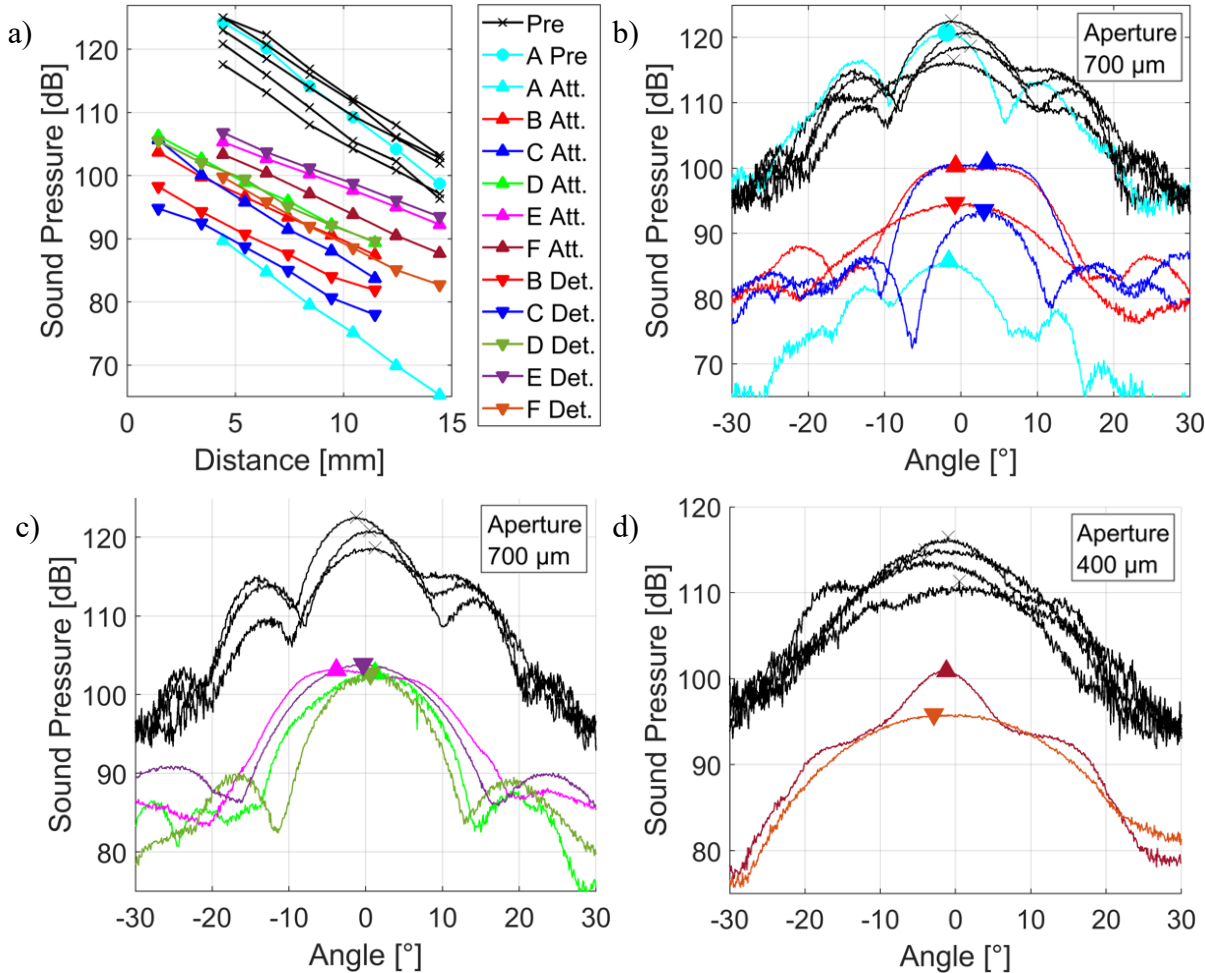 a)
Sound Pressure [dB]
120
110
100
90
80
70
0
5
10
15
Distance [mm]
Pre
A Pre
A Att.
B Att.
C Att.
D Att.
E Att.
F Att.
B Det.
C Det.
D Det.
E Det.
F Det.
b)
Sound Pressure [dB]
120
110
100
90
80
70
Aperture
700 µm
-30
-20
-10
0
10
20
30
Angle [°]
c)
Sound Pressure [dB]
120
110
100
90
80
Aperture
700 µm
-30
-20
-10
0
10
20
30
Angle [°]
d)
Sound Pressure [dB]
120
110
100
90
80
Aperture
400 µm
-30
-20
-10
0
10
20
30
Angle [°]